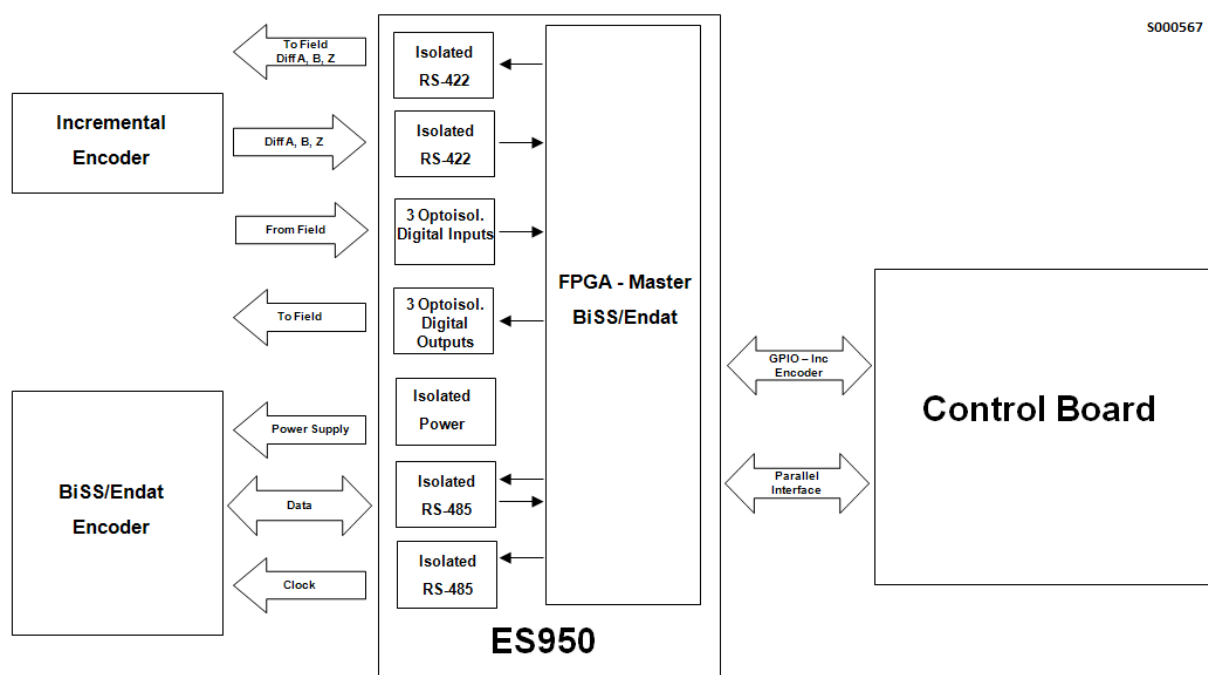 S000567
To Field
Diff A, B, Z
Isolated
RS-422
Incremental
Encoder
Diff A, B, Z
Isolated
RS-422
From Field
3 Optoisol.
Digital Inputs
To Field
3 Optoisol.
Digital
Outputs
FPGA - Master
BiSS/Endat
GPIO – Inc
Encoder
Control Board
Parallel
Interface
BiSS/Endat
Encoder
Power Supply
Isolated
Power
Data
Isolated
RS-485
Clock
Isolated
RS-485
ES950